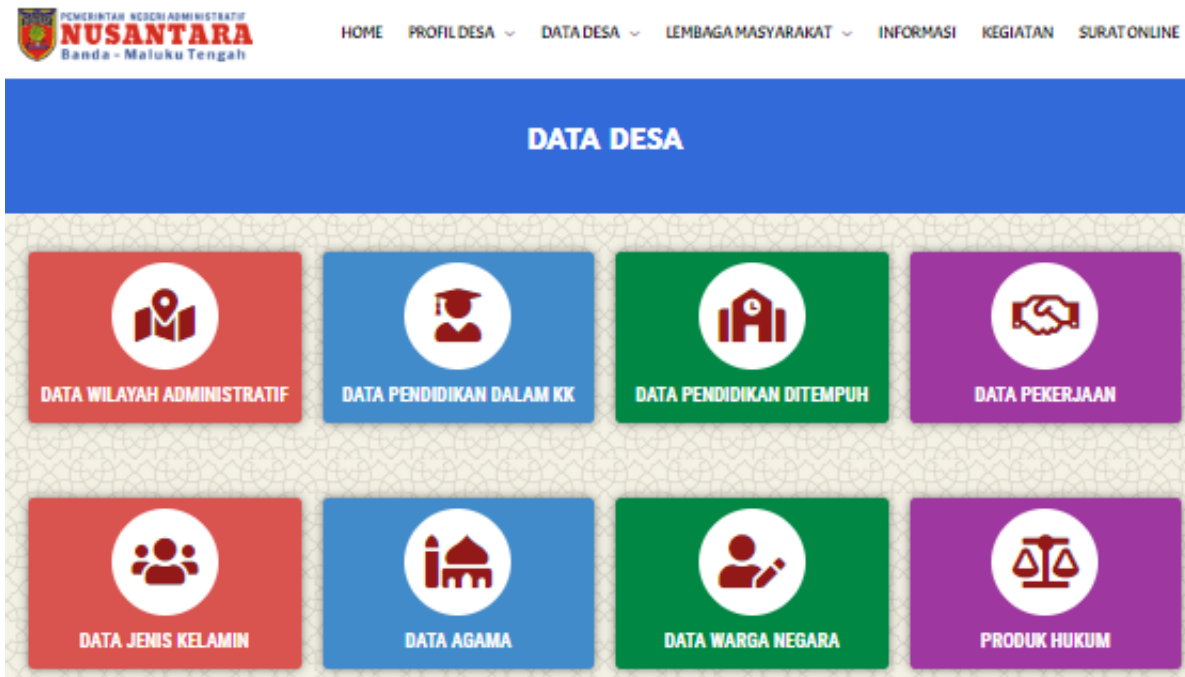 PEMERINTAH NEGERI ADMINISTRATIF
NUSANTARA
Banda - Maluku Tengah
HOME PROFIL DESA DATA DESA LEMBAGA MASYARAKAT INFORMASI KEGIATAN SURAT ONLINE
DATA DESA
DATA WILAYAH ADMINISTRATIF DATA PENDIDIKAN DALAM KK DATA PENDIDIKAN DITEMPUH DATA PEKERJAAN
DATA JENIS KELAMIN DATA AGAMA DATA WARGA NEGARA PRODUK HUKUM